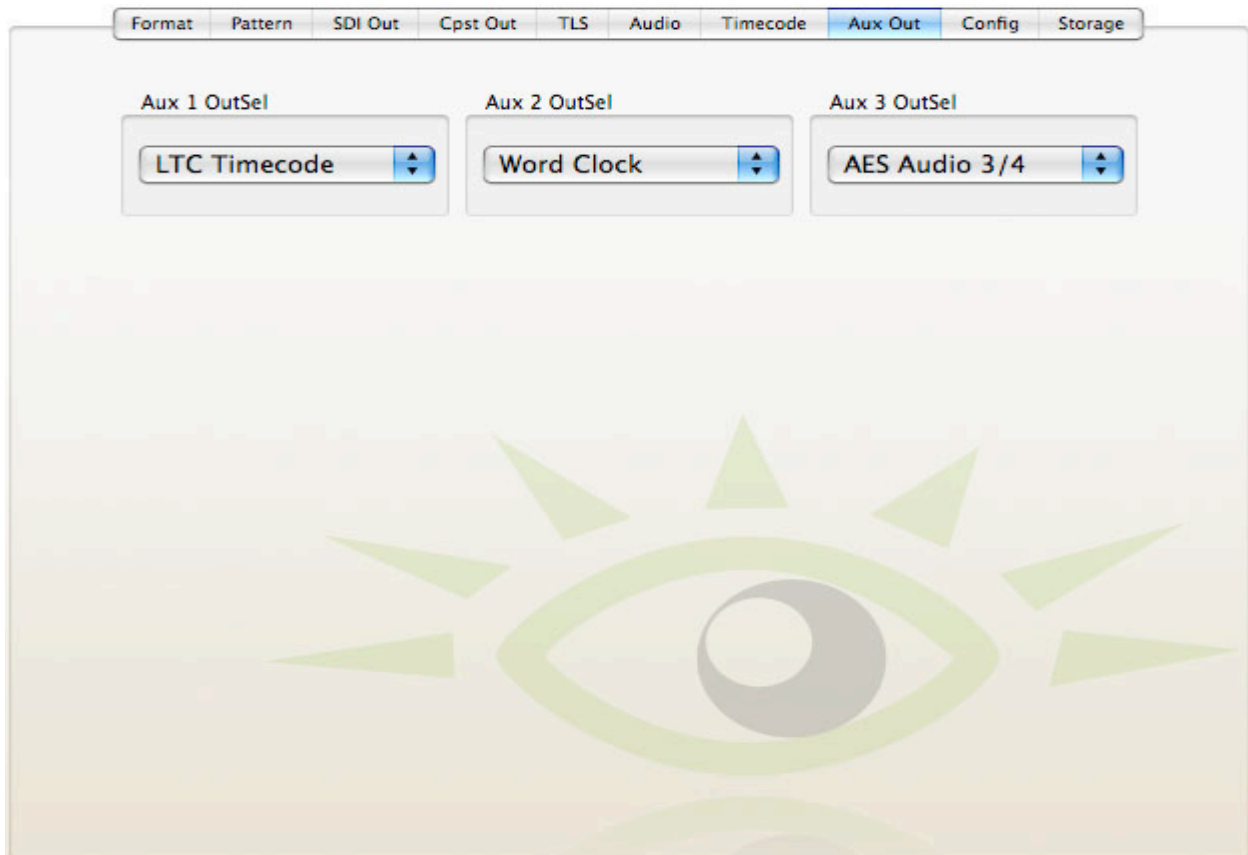 Format Pattern SDI Out Cpst Out TLS Audio Timecode Aux Out Config Storage
Aux 1 OutSel Aux 2 OutSel Aux 3 OutSel
LTC Timecode Word Clock AES Audio 3/4